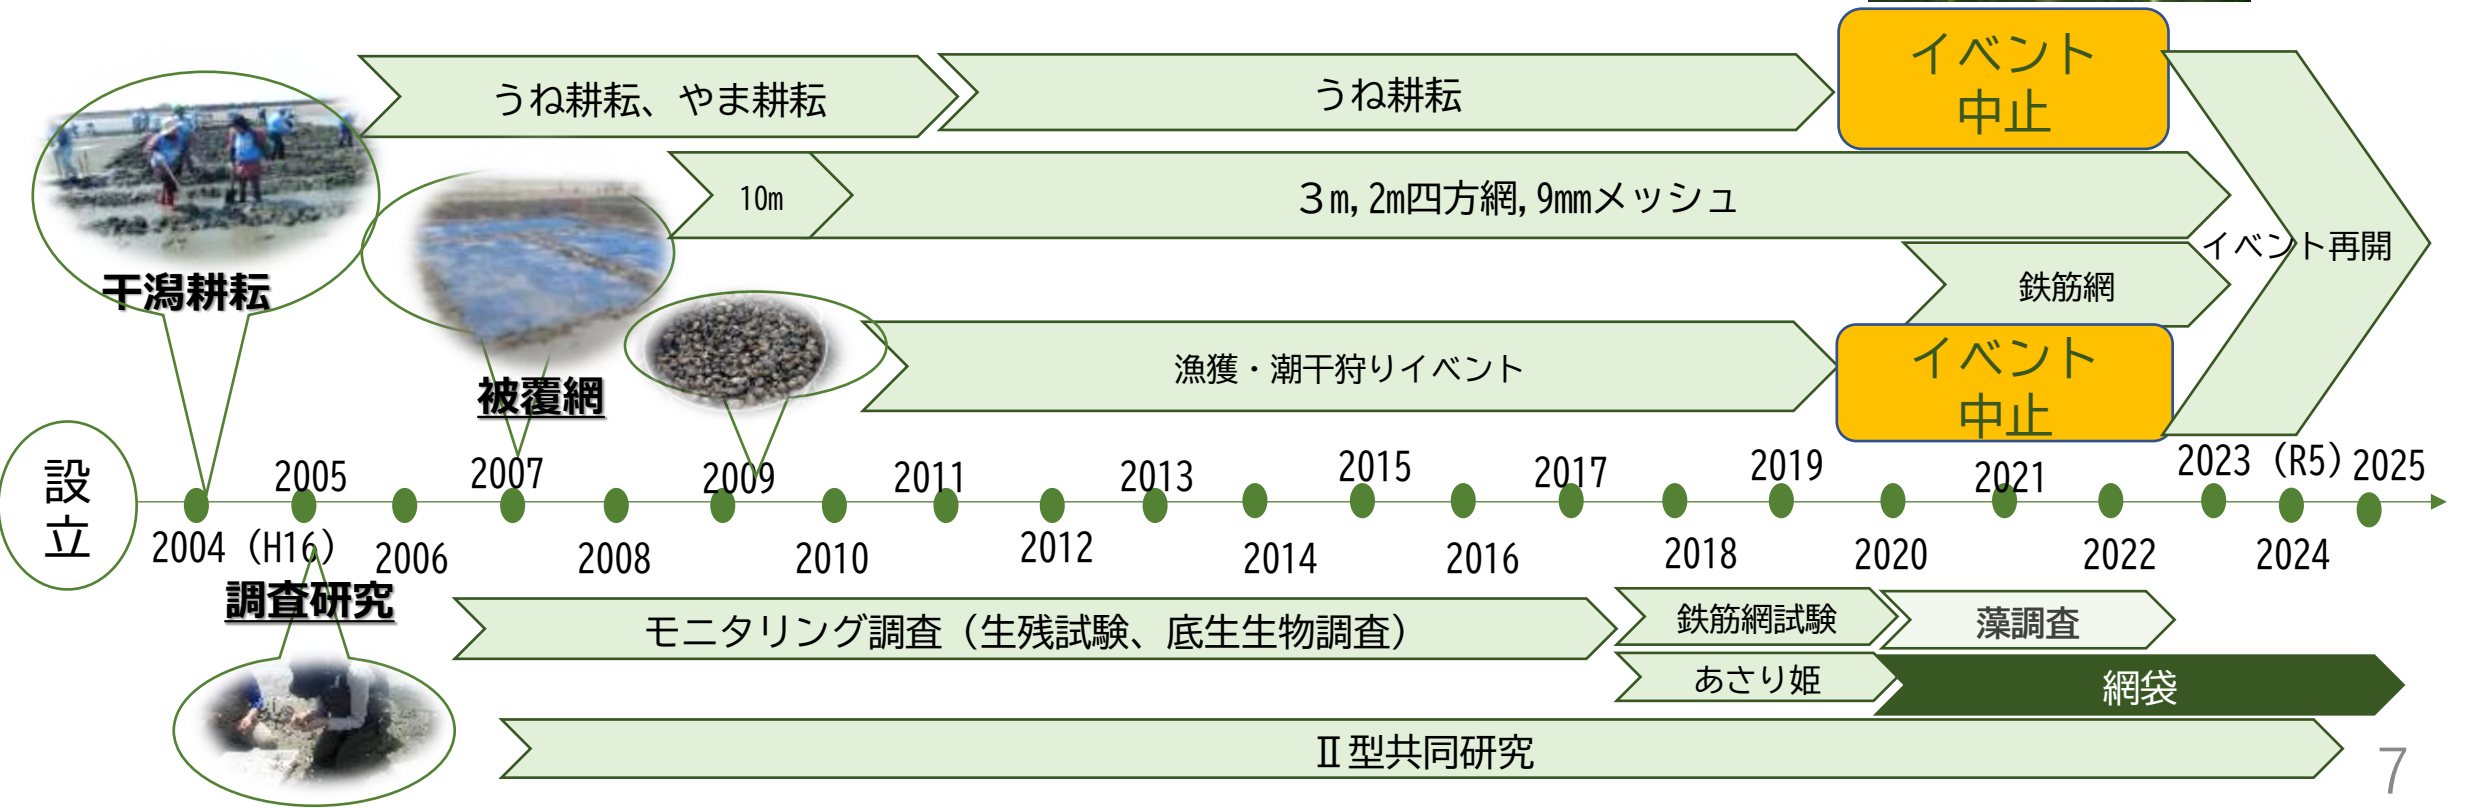 うね耕耘、やま耕耘
うね耕耘
イベント
中止
10m
３m,2m四方網,9mmメッシュ
イベント再開
干潟耕耘
鉄筋網
被覆網
漁獲・潮干狩りイベント
イベント
中止
設
立
2004 (H16)
2005
2006
2007
2008
2009
2010
2011
2012
2013
2014
2015
2016
2017
2018
2019
2020
2021
2022
2023 (R5)
2024
2025
調査研究
モニタリング調査（生残試験、底生生物調査）
鉄筋網試験
藻調査
あさり姫
網袋
Ⅱ型共同研究
7